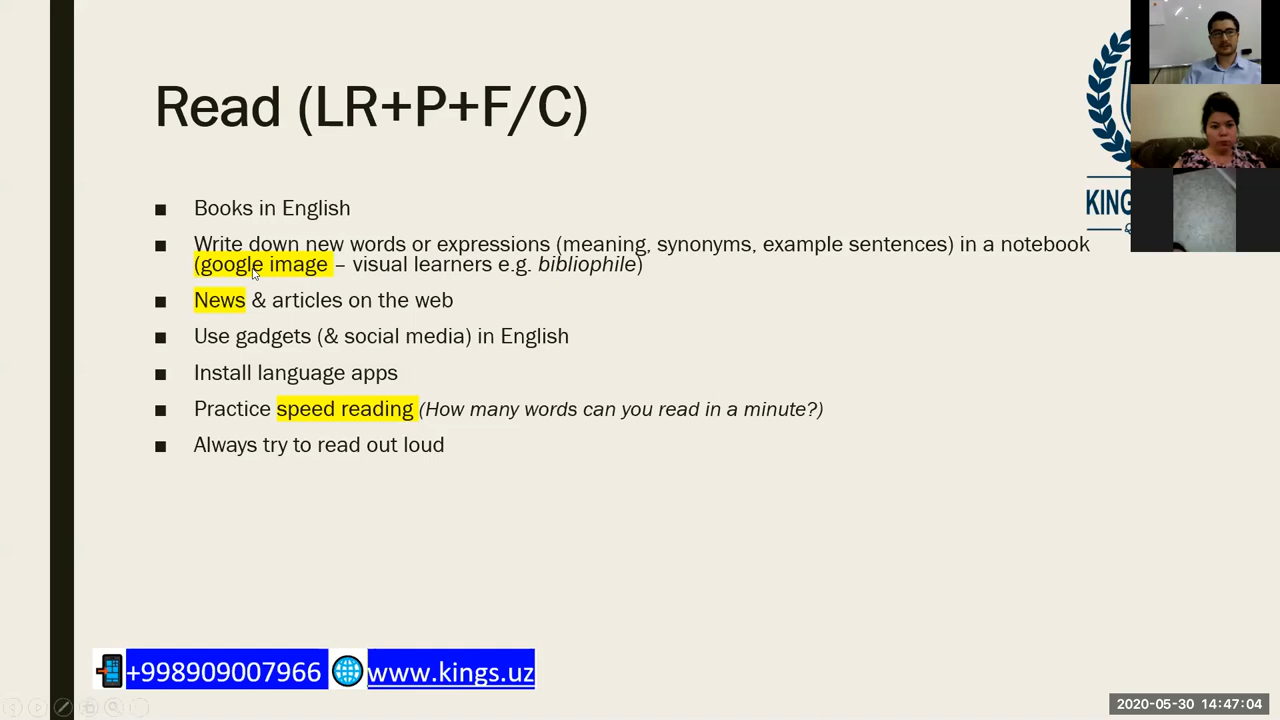 Read (LR+P+F/C)
Books in English
Write down new words or expressions (meaning, synonyms, example sentences) in a notebook
(google image – visual learners e.g. bibliophile)
News & articles on the web
Use gadgets (& social media) in English
Install language apps
Practice speed reading (How many words can you read in a minute?)
Always try to read out loud
KING
+998909007966 www.kings.uz
2020-05-30 14:47:04